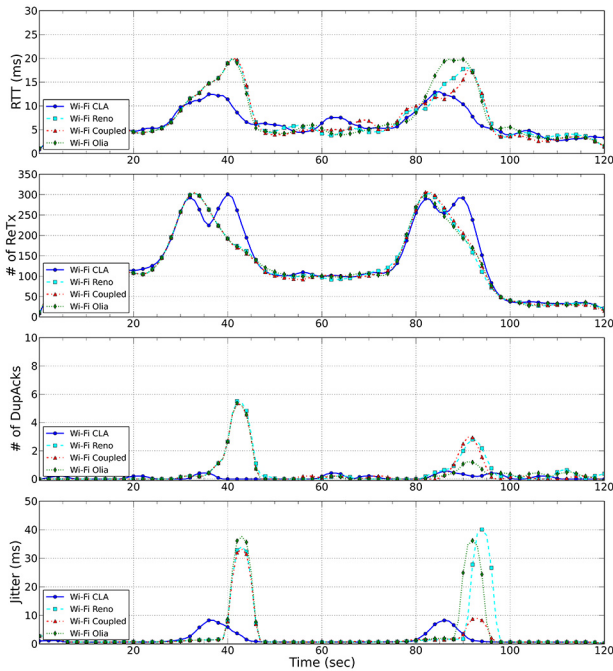 30
25
20
15
10
5
0
RTT (ms)
Wi-Fi CLA
Wi-Fi Reno
Wi-Fi Coupled
Wi-Fi Olia
20 40 60 80 100 120
350
300
250
200
150
100
50
0
# of ReTx
Wi-Fi CLA
Wi-Fi Reno
Wi-Fi Coupled
Wi-Fi Olia
20 40 60 80 100 120
10
8
6
4
2
0
# of DupAcks
Wi-Fi CLA
Wi-Fi Reno
Wi-Fi Coupled
Wi-Fi Olia
20 40 60 80 100 120
50
40
30
20
10
0
Jitter (ms)
Wi-Fi CLA
Wi-Fi Reno
Wi-Fi Coupled
Wi-Fi Olia
20 40 60 80 100 120
Time (sec)